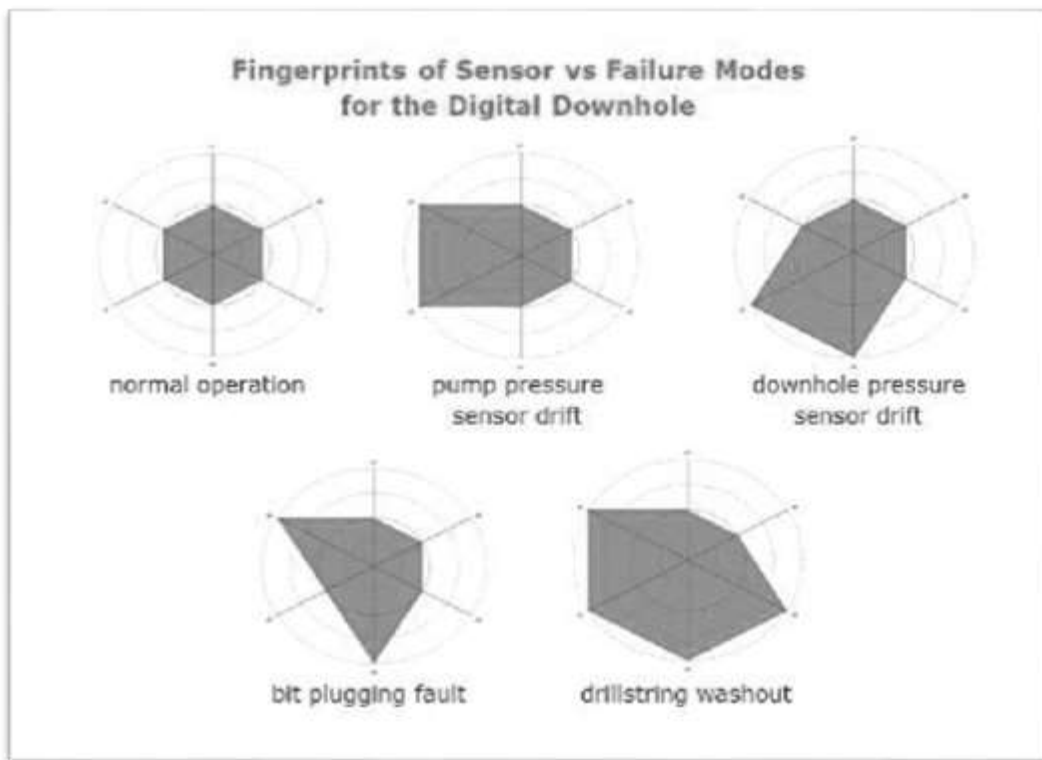 Fingerprints of Sensor vs Failure Modes
for the Digital Downhole
normal operation
pump pressure
sensor drift
downhole pressure
sensor drift
bit plugging fault
drillstring washout